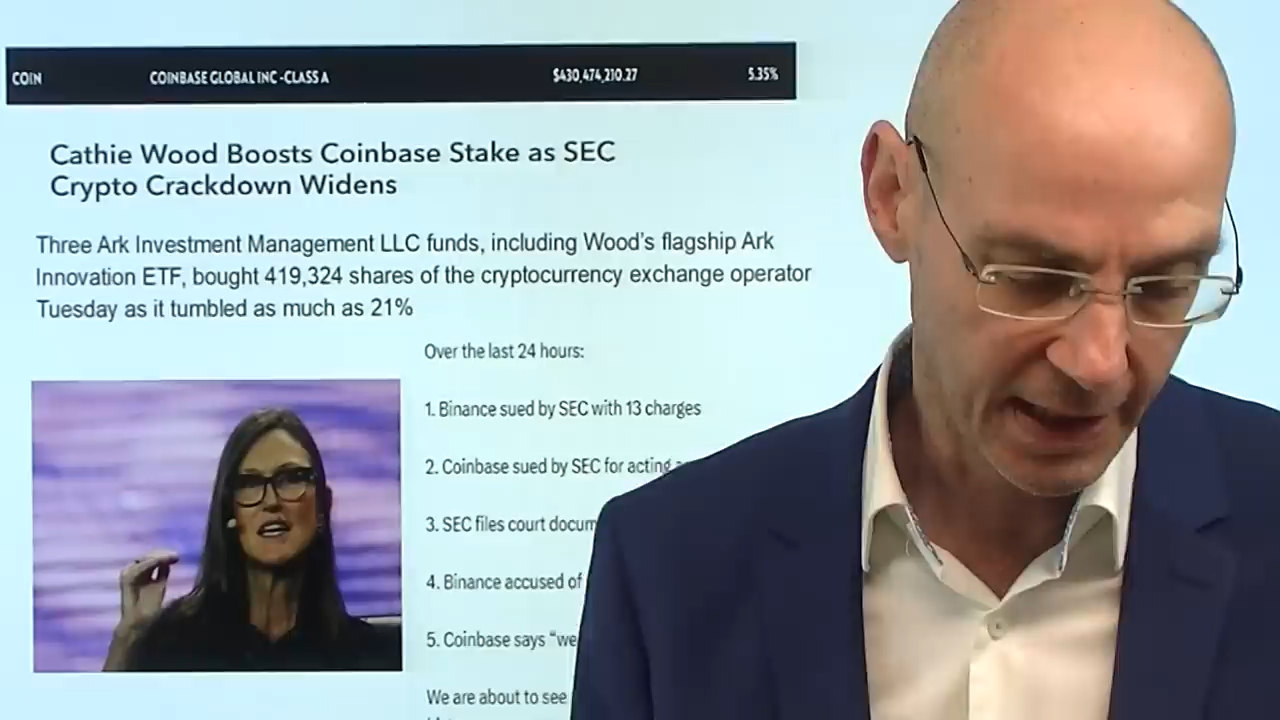 COIN COINBASE GLOBAL INC -CLASS A $430,474,210.27 5.35%
Cathie Wood Boosts Coinbase Stake as SEC
Crypto Crackdown Widens
Three Ark Investment Management LLC funds, including Wood's flagship Ark
Innovation ETF, bought 419,324 shares of the cryptocurrency exchange operator
Tuesday as it tumbled as much as 21%
Over the last 24 hours:
1. Binance sued by SEC with 13 charges
2. Coinbase sued by SEC for acting
3. SEC files court docum
4. Binance accused of
5. Coinbase says “we
We are about to see